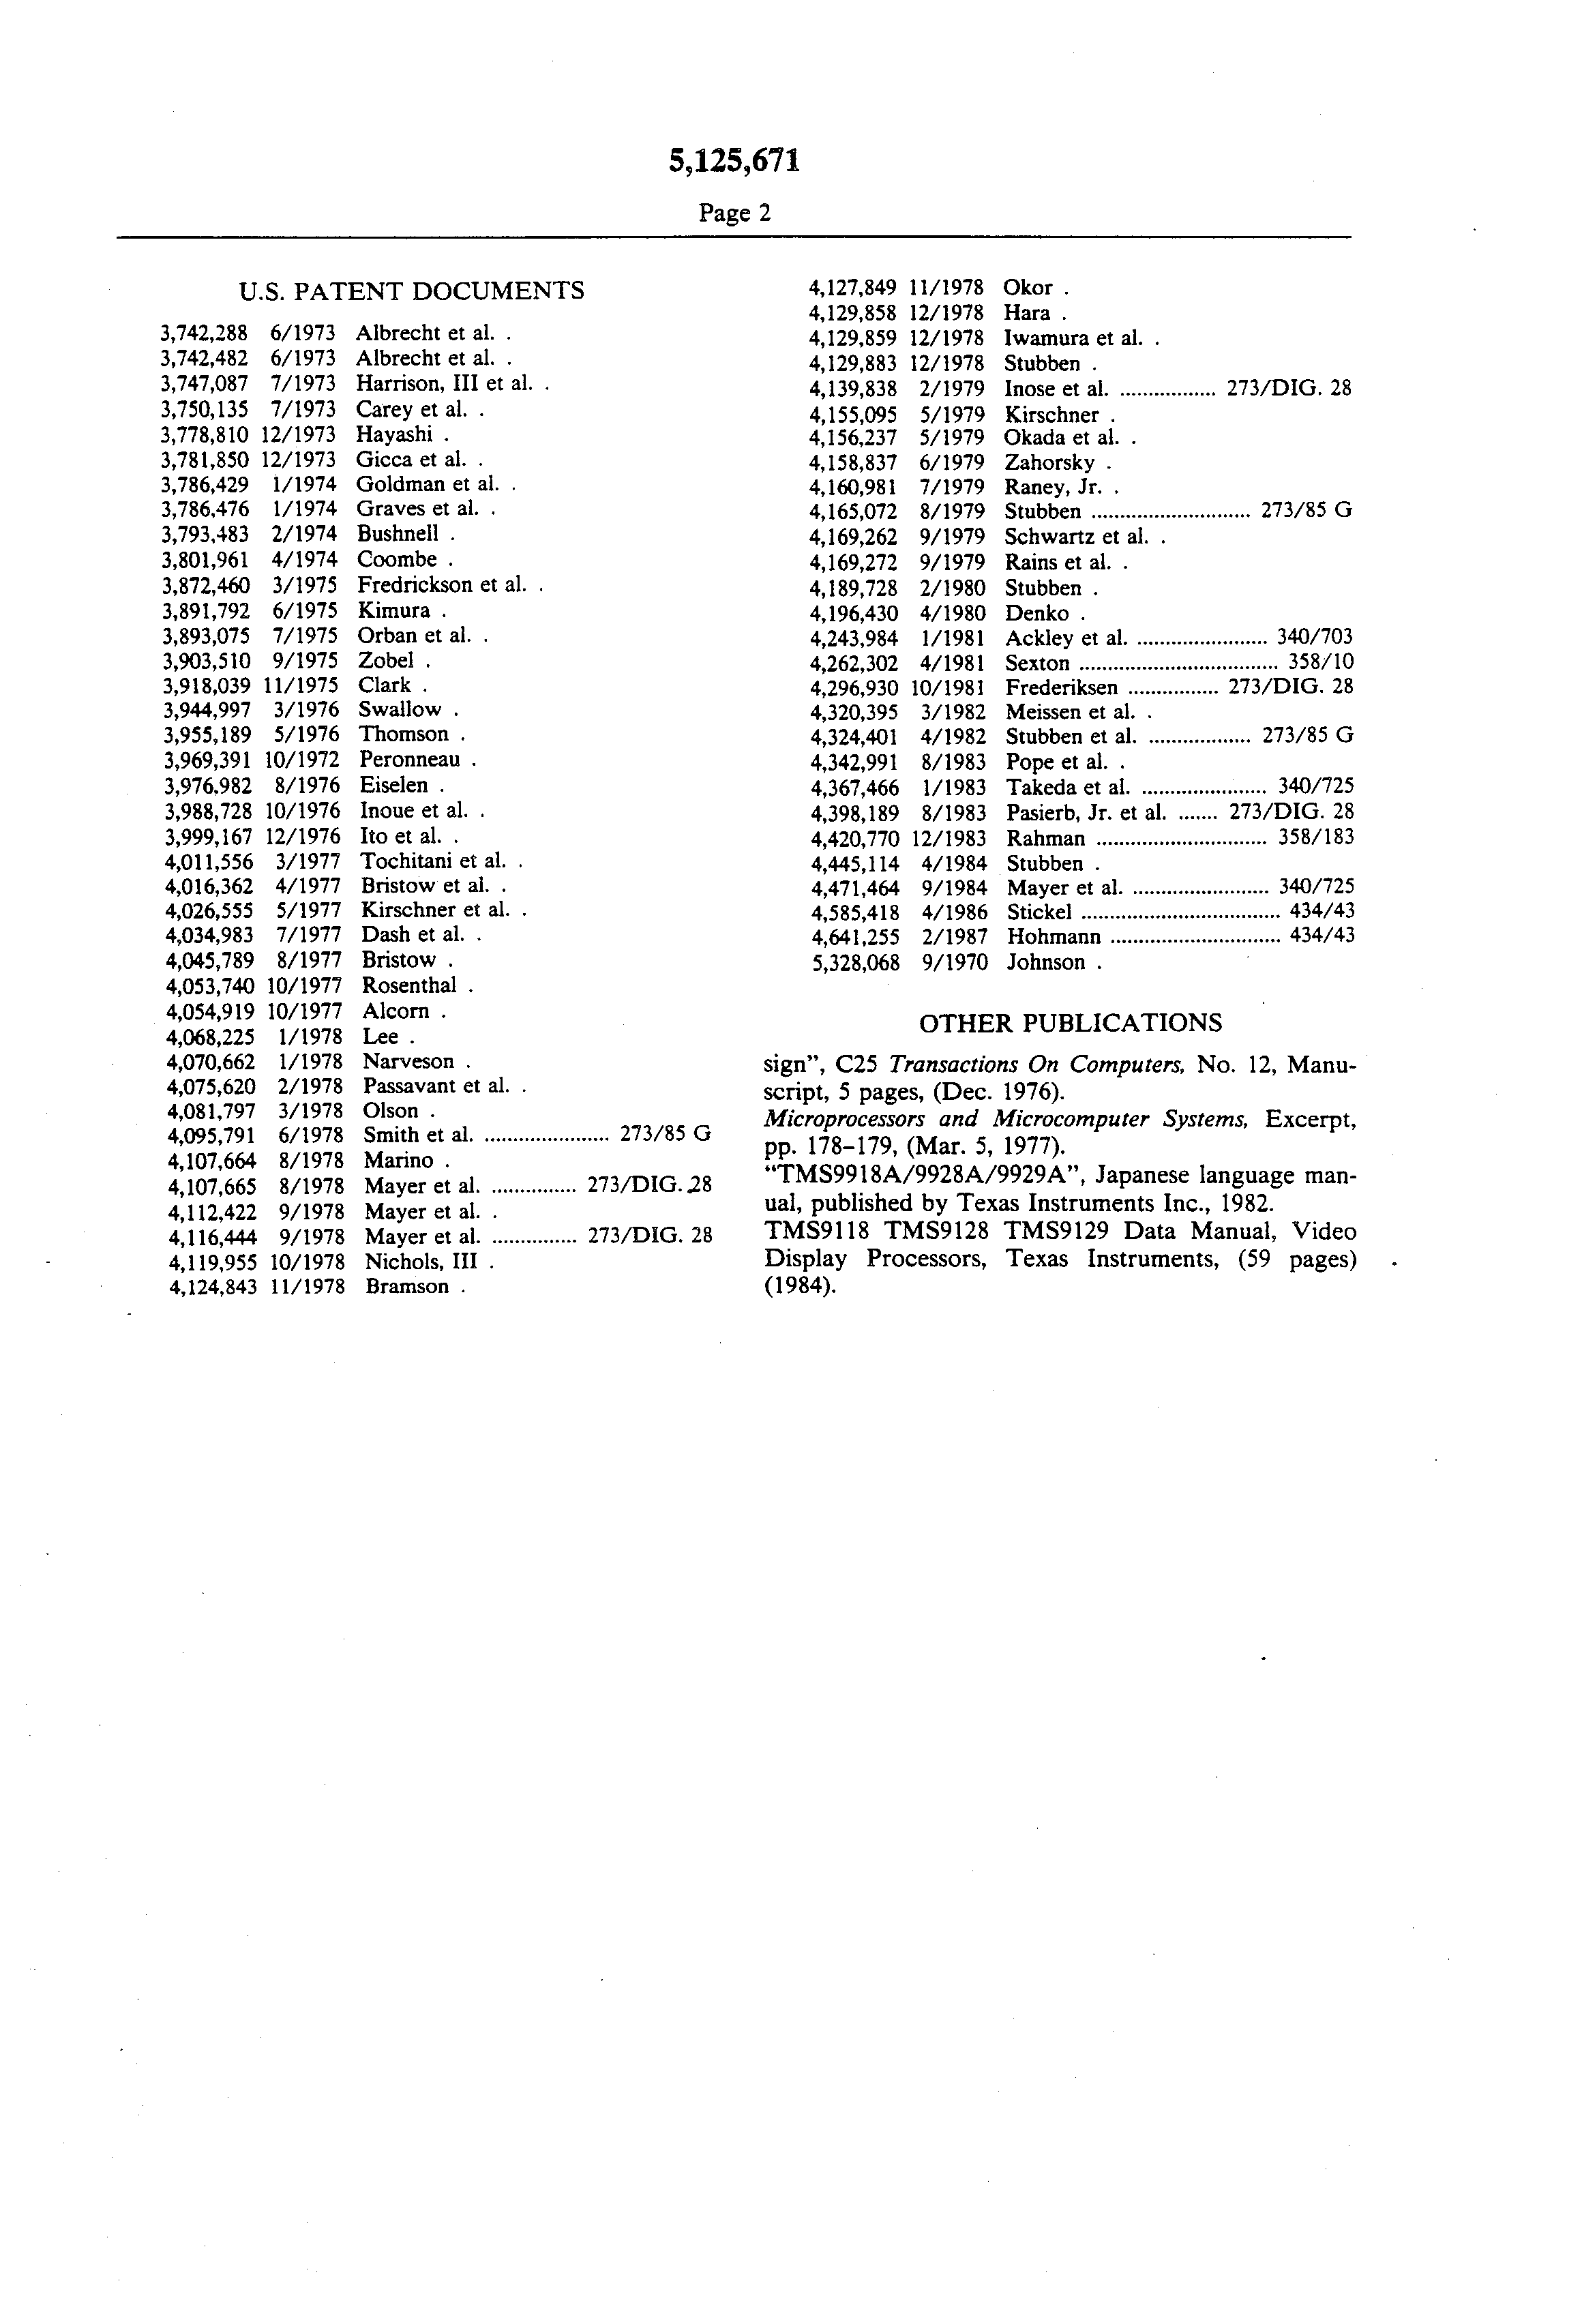 5,125,671
Page 2
U.S. PATENT DOCUMENTS
3,742,288 6/1973 Albrecht et al. .
3,742,482 6/1973 Albrecht et al. .
3,747,087 7/1973 Harrison, III et al. .
3,750,135 7/1973 Carey et al. .
3,778,810 12/1973 Hayashi .
3,781,850 12/1973 Gicca et al. .
3,786,429 1/1974 Goldman et al. .
3,786,476 1/1974 Graves et al. .
3,793,483 2/1974 Bushnell .
3,801,961 4/1974 Coombe .
3,872,460 3/1975 Fredrickson et al. .
3,891,792 6/1975 Kimura .
3,893,075 7/1975 Orban et al. .
3,903,510 9/1975 Zobel .
3,918,039 11/1975 Clark .
3,944,997 3/1976 Swallow .
3,955,189 5/1976 Thomson .
3,969,391 10/1972 Peronneau .
3,976,982 8/1976 Eiselen .
3,988,728 10/1976 Inoue et al. .
3,999,167 12/1976 Ito et al. .
4,011,556 3/1977 Tochitani et al. .
4,016,362 4/1977 Bristow et al. .
4,026,555 5/1977 Kirschner et al. .
4,034,983 7/1977 Dash et al. .
4,045,789 8/1977 Bristow .
4,053,740 10/1977 Rosenthal .
4,054,919 10/1977 Alcorn .
4,068,225 1/1978 Lee .
4,070,662 1/1978 Narveson .
4,075,620 2/1978 Passavant et al. .
4,081,797 3/1978 Olson .
4,095,791 6/1978 Smith et al. ...................... 273/85 G
4,107,664 8/1978 Marino .
4,107,665 8/1978 Mayer et al. ............... 273/DIG. 28
4,112,422 9/1978 Mayer et al. .
4,116,444 9/1978 Mayer et al. ............... 273/DIG. 28
4,119,955 10/1978 Nichols, III .
4,124,843 11/1978 Bramson .
4,127,849 11/1978 Okor .
4,129,858 12/1978 Hara .
4,129,859 12/1978 Iwamura et al. .
4,129,883 12/1978 Stubben .
4,139,838 2/1979 Inose et al. ................. 273/DIG. 28
4,155,095 5/1979 Kirschner .
4,156,237 5/1979 Okada et al. .
4,158,837 6/1979 Zahorsky .
4,160,981 7/1979 Raney, Jr. .
4,165,072 8/1979 Stubben ............................ 273/85 G
4,169,262 9/1979 Schwartz et al. .
4,169,272 9/1979 Rains et al. .
4,189,728 2/1980 Stubben .
4,196,430 4/1980 Denko .
4,243,984 1/1981 Ackley et al. ....................... 340/703
4,262,302 4/1981 Sexton ................................... 358/10
4,296,930 10/1981 Frederiksen ................ 273/DIG. 28
4,320,395 3/1982 Meissen et al. .
4,324,401 4/1982 Stubben et al. .................. 273/85 G
4,342,991 8/1983 Pope et al. .
4,367,466 1/1983 Takeda et al. ...................... 340/725
4,398,189 8/1983 Pasierb, Jr. et al. ....... 273/DIG. 28
4,420,770 12/1983 Rahman .............................. 358/183
4,445,114 4/1984 Stubben .
4,471,464 9/1984 Mayer et al. ........................ 340/725
4,585,418 4/1986 Stickel ................................... 434/43
4,641,255 2/1987 Hohmann .............................. 434/43
5,328,068 9/1970 Johnson .
OTHER PUBLICATIONS
sign”, C25 Transactions On Computers, No. 12, Manu-
script, 5 pages, (Dec. 1976).
Microprocessors and Microcomputer Systems, Excerpt,
pp. 178–179, (Mar. 5, 1977).
“TMS9918A/9928A/9929A”, Japanese language man-
ual, published by Texas Instruments Inc., 1982.
TMS9118 TMS9128 TMS9129 Data Manual, Video
Display Processors, Texas Instruments, (59 pages)
(1984).